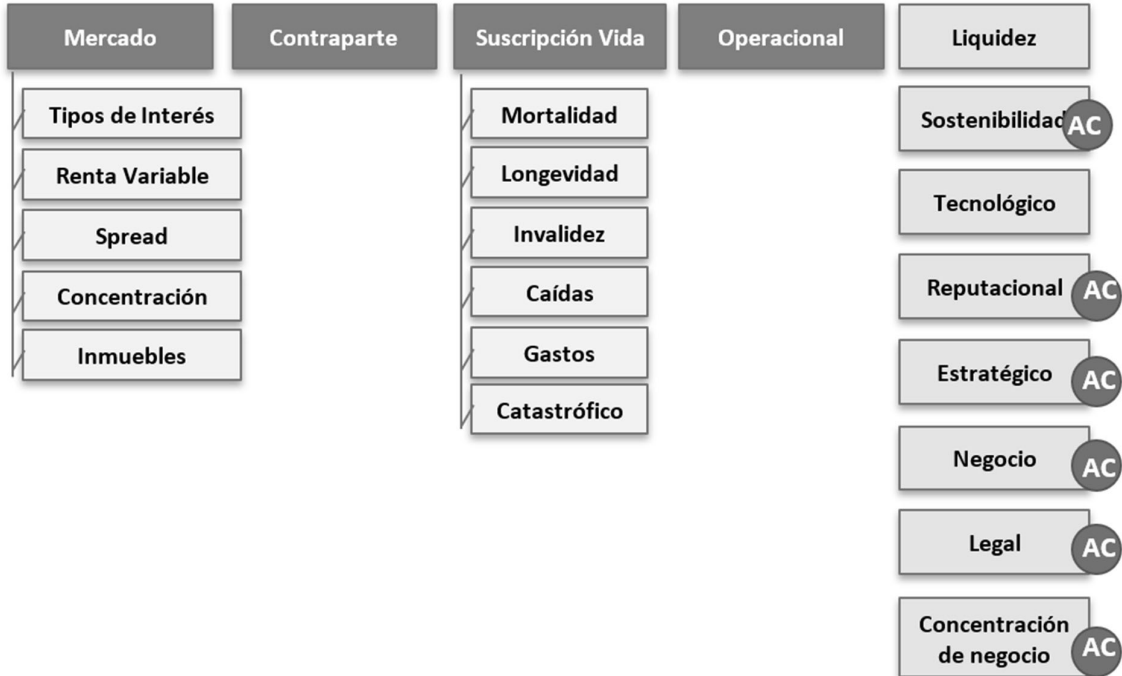 Mercado
Tipos de Interés
Renta Variable
Spread
Concentración
Inmuebles
Contraparte
Suscripción Vida
Mortalidad
Longevidad
Invalidez
Caídas
Gastos
Catastrófico
Operacional
Liquidez
Sostenibilidad
AC
Tecnológico
Reputacional
AC
Estratégico
AC
Negocio
AC
Legal
AC
Concentración
de negocio
AC